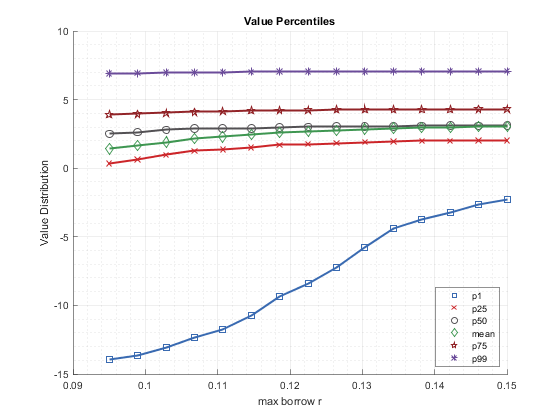 Value Percentiles
10
5
0
-5
-10
-15
Value Distribution
0.09
0.1
0.11
0.12
0.13
0.14
0.15
max borrow r
p1
p25
p50
mean
p75
p99